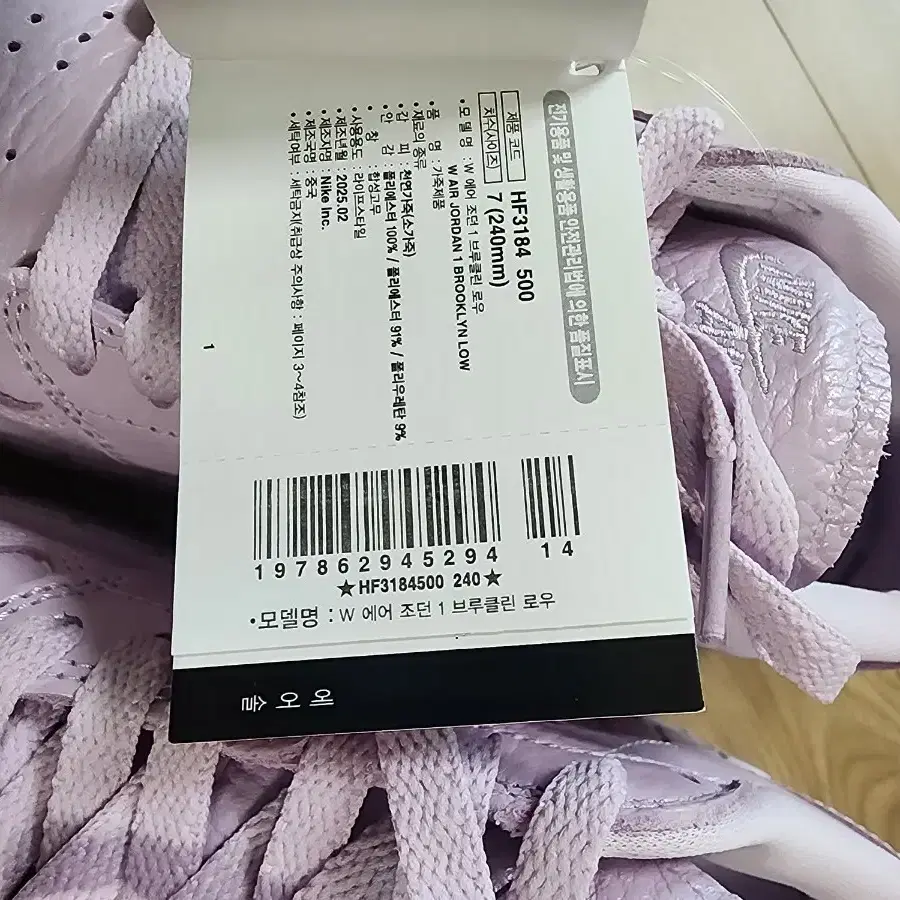 전기용품 및 생활용품 안전관리법에 의한 품질표시
제품 코드 HF3184 500
치수(사이즈) 7 (240mm)
• 모 델 명 : W 에어 조던 1 브루클린 로우
W AIR JORDAN 1 BROOKLYN LOW
• 품 명 : 가죽제품
• 재료의 종류
• 갑 피 : 천연가죽(소가죽)
• 안 감 : 폴리에스터 100% / 폴리에스터 91% / 폴리우레탄 9%
• 창 : 합성고무
• 사용용도 : 라이프스타일
• 제조년월 : 2025.02
• 제조자명 : Nike Inc.
• 제조국명 : 중국
• 세탁여부 : 세탁금지(취급상 주의사항 : 페이지 3~4참조)
1
197862945294 14
★HF3184500 240★
•모델명 : W 에어 조던 1 브루클린 로우
에어솔